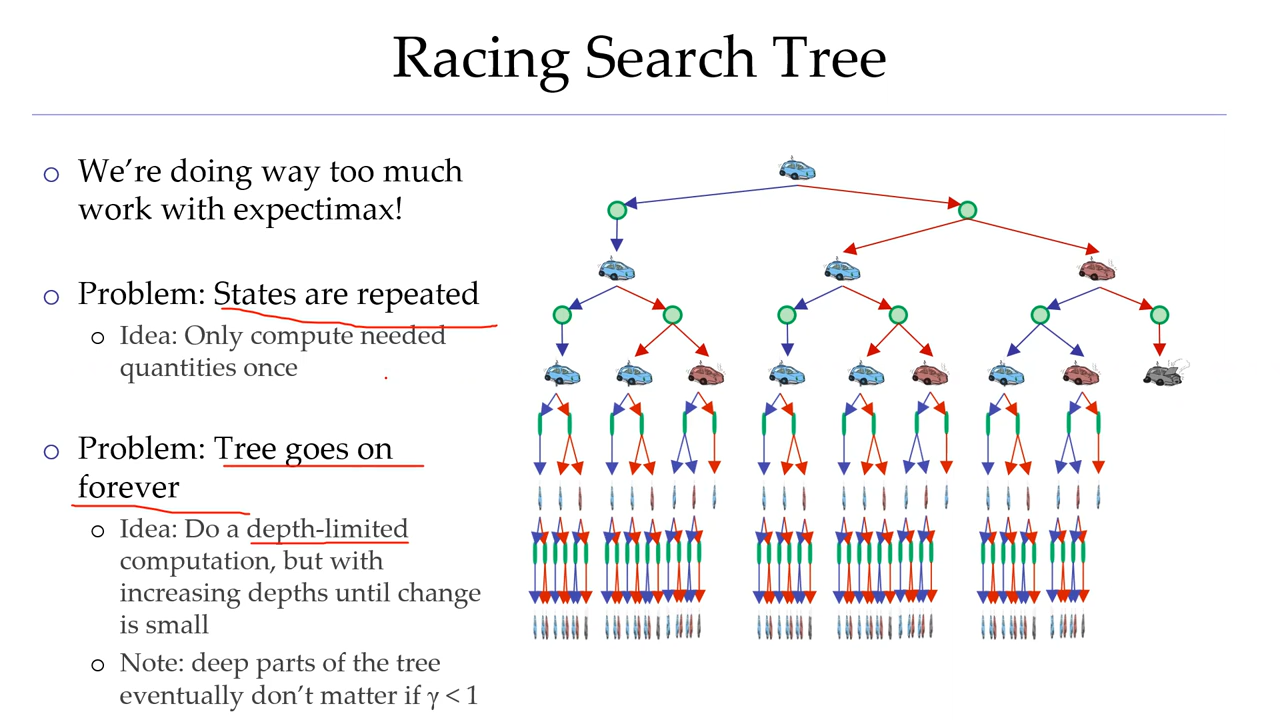 Racing Search Tree
o We’re doing way too much
work with expectimax!
o Problem: States are repeated
o Idea: Only compute needed
quantities once
o Problem: Tree goes on
forever
o Idea: Do a depth-limited
computation, but with
increasing depths until change
is small
o Note: deep parts of the tree
eventually don’t matter if γ < 1